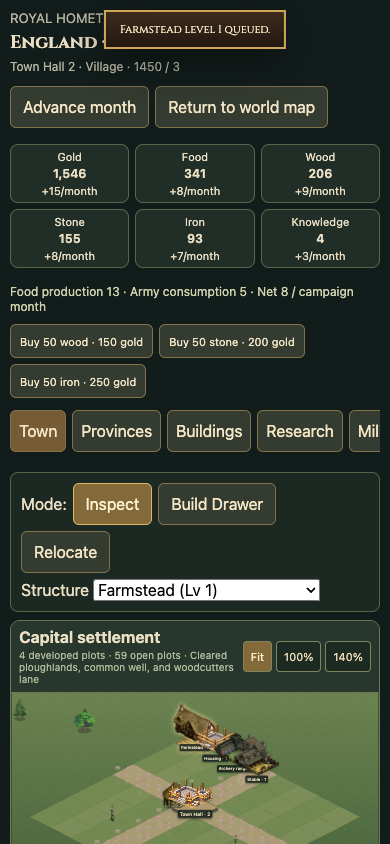 ROYAL HOMET
FARMSTEAD LEVEL 1 QUEUED.
ENGLAND ·
Town Hall 2 · Village · 1450 / 3
Advance month
Return to world map
Gold
1,546
+15/month
Food
341
+8/month
Wood
206
+9/month
Stone
155
+8/month
Iron
93
+7/month
Knowledge
4
+3/month
Food production 13 · Army consumption 5 · Net 8 / campaign
month
Buy 50 wood · 150 gold
Buy 50 stone · 200 gold
Buy 50 iron · 250 gold
Town
Provinces
Buildings
Research
Mil
Mode:
Inspect
Build Drawer
Relocate
Structure
Farmstead (Lv 1)
Capital settlement
4 developed plots · 59 open plots · Cleared
ploughlands, common well, and woodcutters
lane
Fit
100%
140%
Farmstead
Housing · 1
Archery ran
Stable · 1
Town Hall · 2